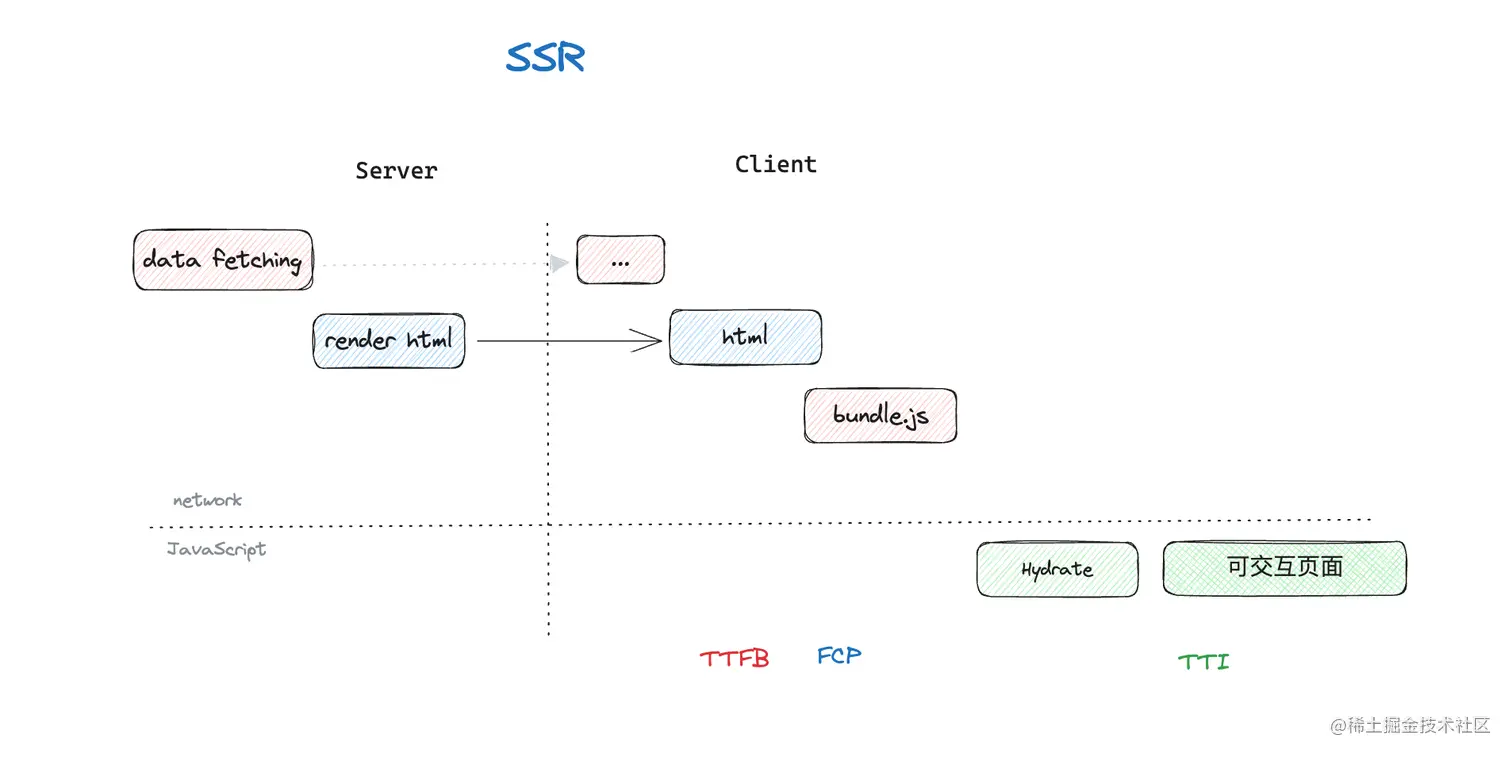 SSR
Server
Client
data fetching
...
render html
html
bundle.js
network
JavaScript
Hydrate
可交互页面
TTFB
FCP
TTI
@稀土掘金技术社区